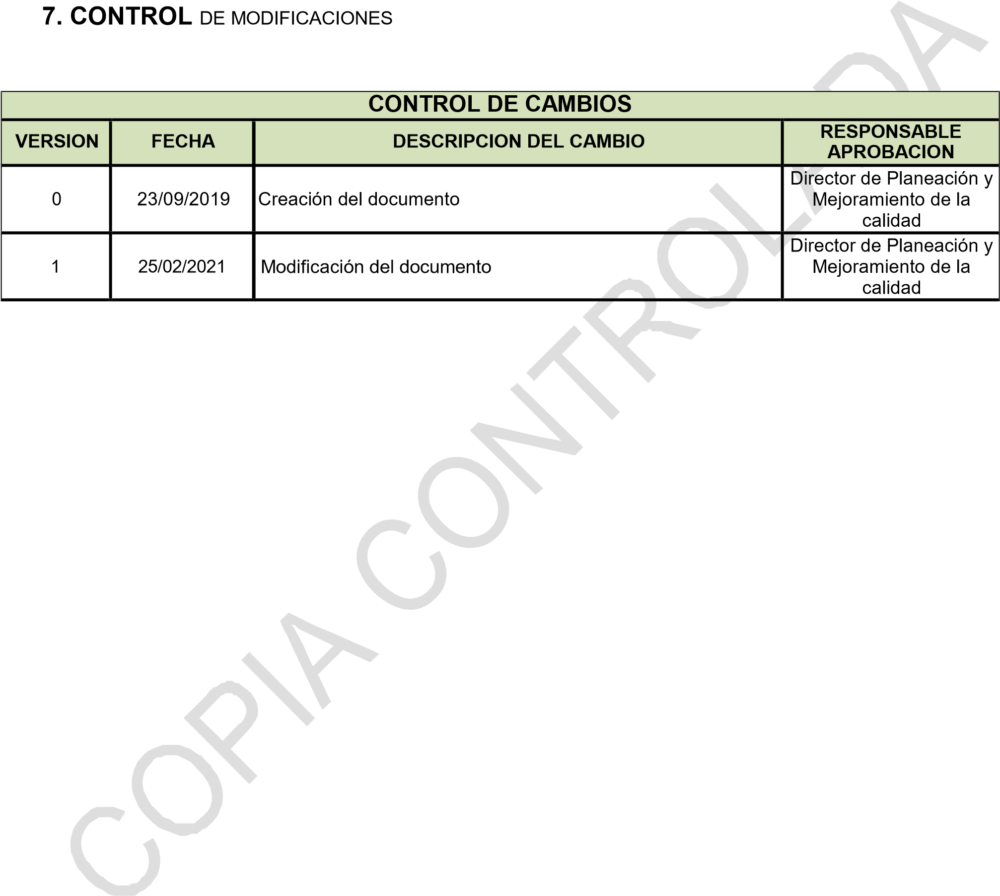 7. CONTROL DE MODIFICACIONES
CONTROL DE CAMBIOS
VERSION FECHA DESCRIPCION DEL CAMBIO RESPONSABLE
APROBACION
0 23/09/2019 Creación del documento Director de Planeación y
Mejoramiento de la
calidad
1 25/02/2021 Modificación del documento Director de Planeación y
Mejoramiento de la
calidad
COPIA CONTROLADA